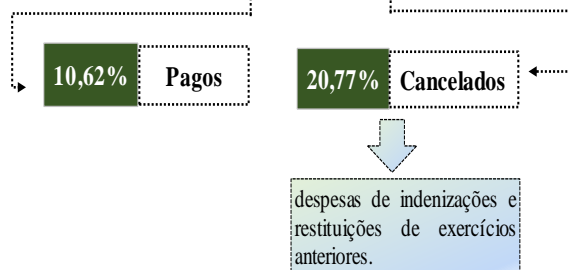 10,62% Pagos
20,77% Cancelados
despesas de indenizações e
restituições de exercícios
anteriores.